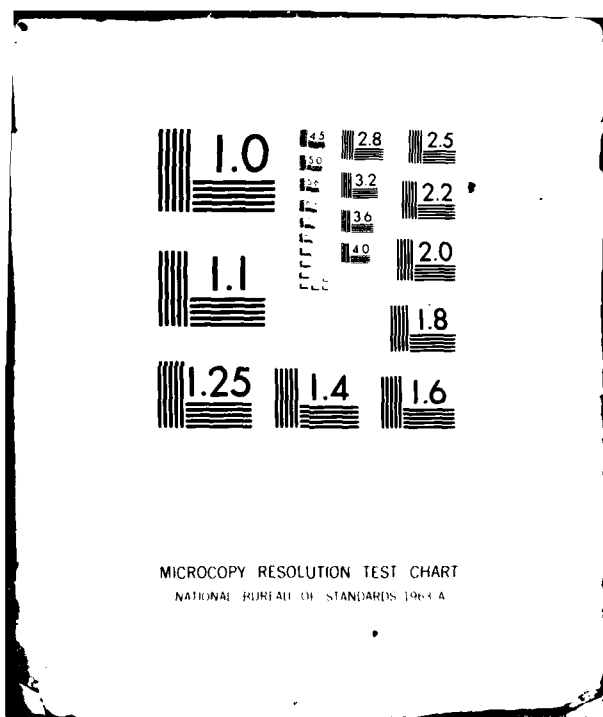 1.0
4.5 2.8 2.5
5.0
3.2 2.2
3.6
1.1 4.0 2.0
1.8
1.25 1.4 1.6
MICROCOPY RESOLUTION TEST CHART
NATIONAL BUREAU OF STANDARDS-1963-A